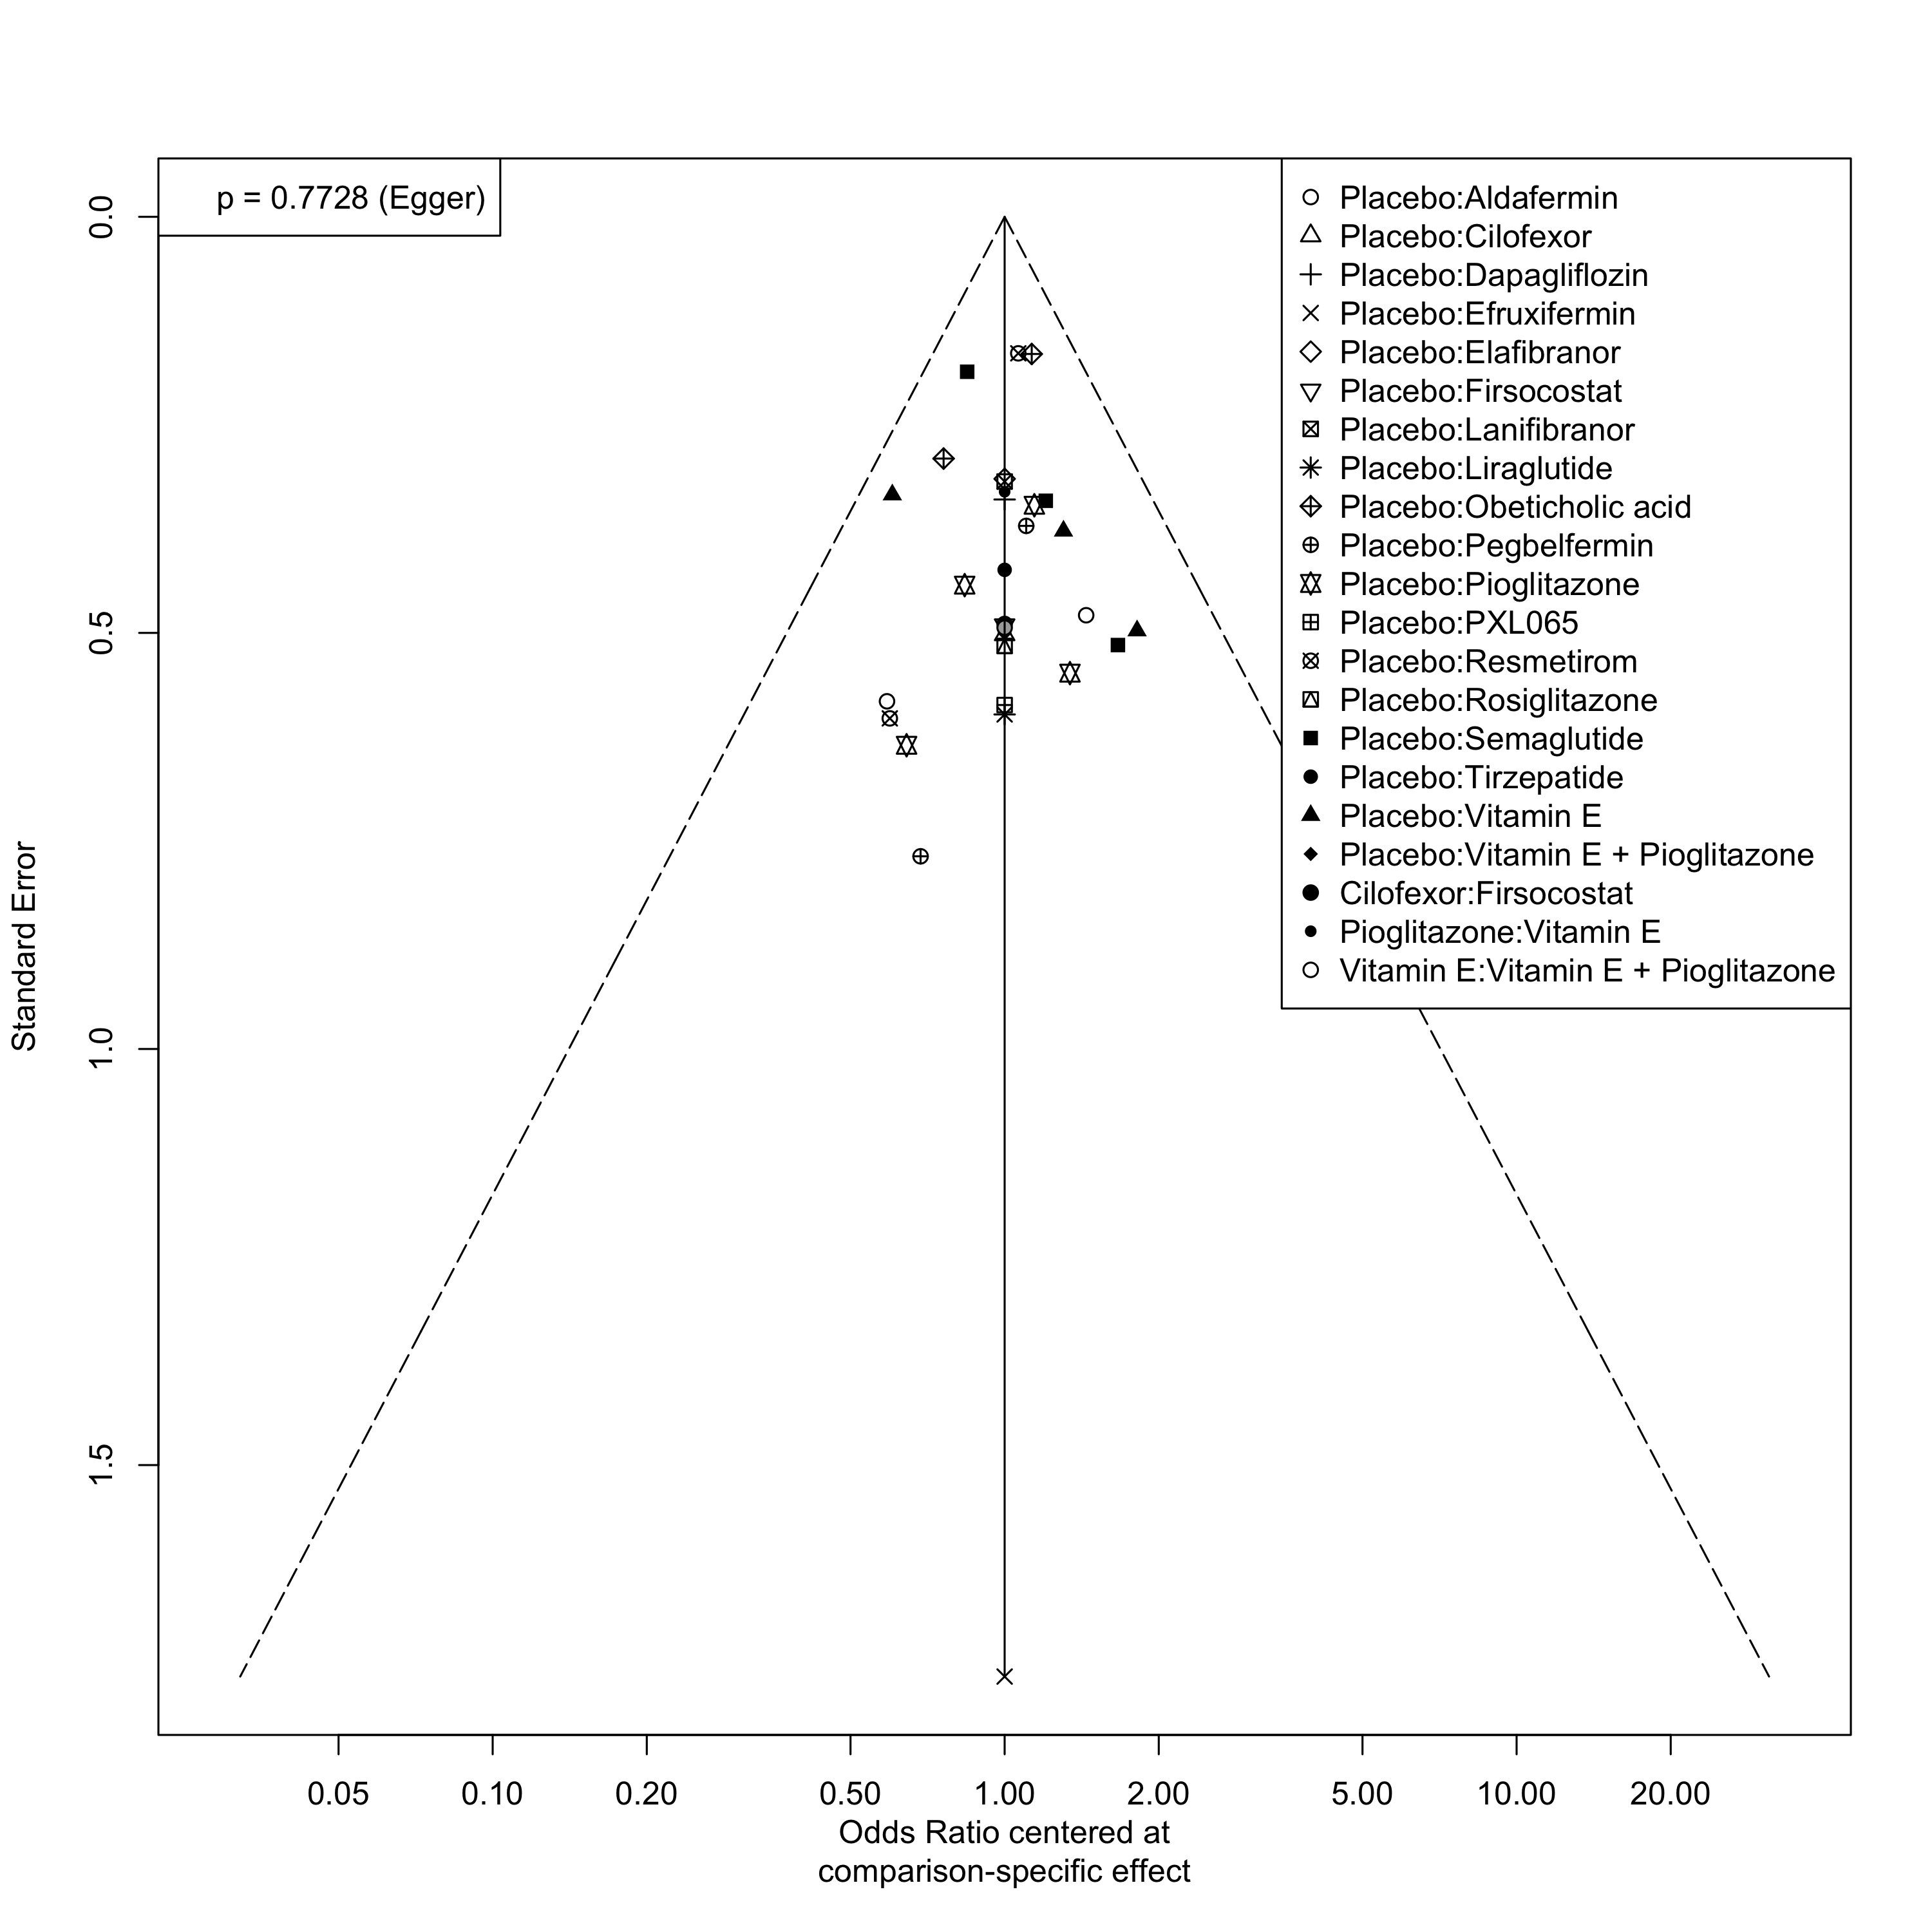 p = 0.7728 (Egger)
Placebo:Aldafermin
Placebo:Cilofexor
Placebo:Dapagliflozin
Placebo:Efruxifermin
Placebo:Elafibranor
Placebo:Firsocostat
Placebo:Lanifibranor
Placebo:Liraglutide
Placebo:Obeticholic acid
Placebo:Pegbelfermin
Placebo:Pioglitazone
Placebo:PXL065
Placebo:Resmetirom
Placebo:Rosiglitazone
Placebo:Semaglutide
Placebo:Tirzepatide
Placebo:Vitamin E
Placebo:Vitamin E + Pioglitazone
Cilofexor:Firsocostat
Pioglitazone:Vitamin E
Vitamin E:Vitamin E + Pioglitazone
Standard Error
0.0
0.5
1.0
1.5
0.05 0.10 0.20 0.50 1.00 2.00 5.00 10.00 20.00
Odds Ratio centered at
comparison-specific effect